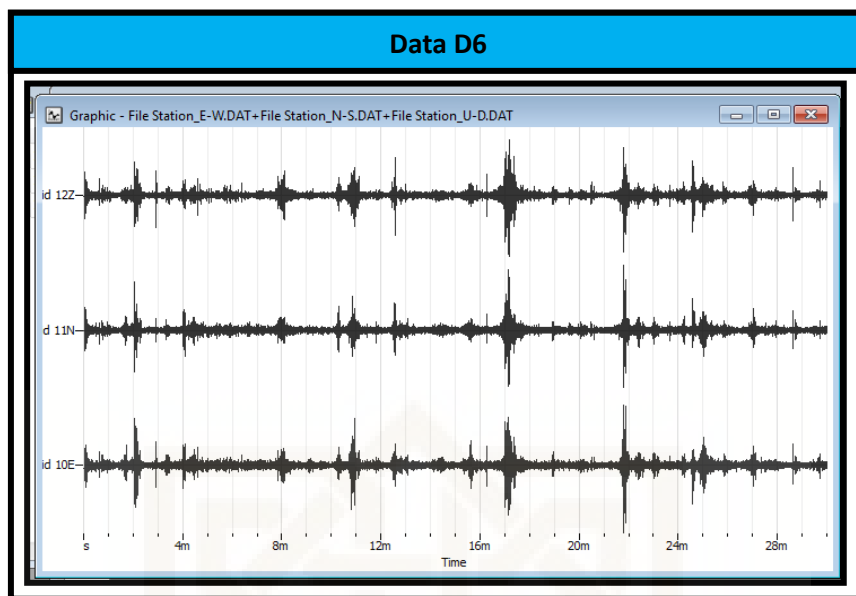 Data D6
Graphic - File Station_E-W.DAT+File Station_N-S.DAT+File Station_U-D.DAT
id 12Z
d 11N
id 10E
s 4m 8m 12m 16m 20m 24m 28m
Time